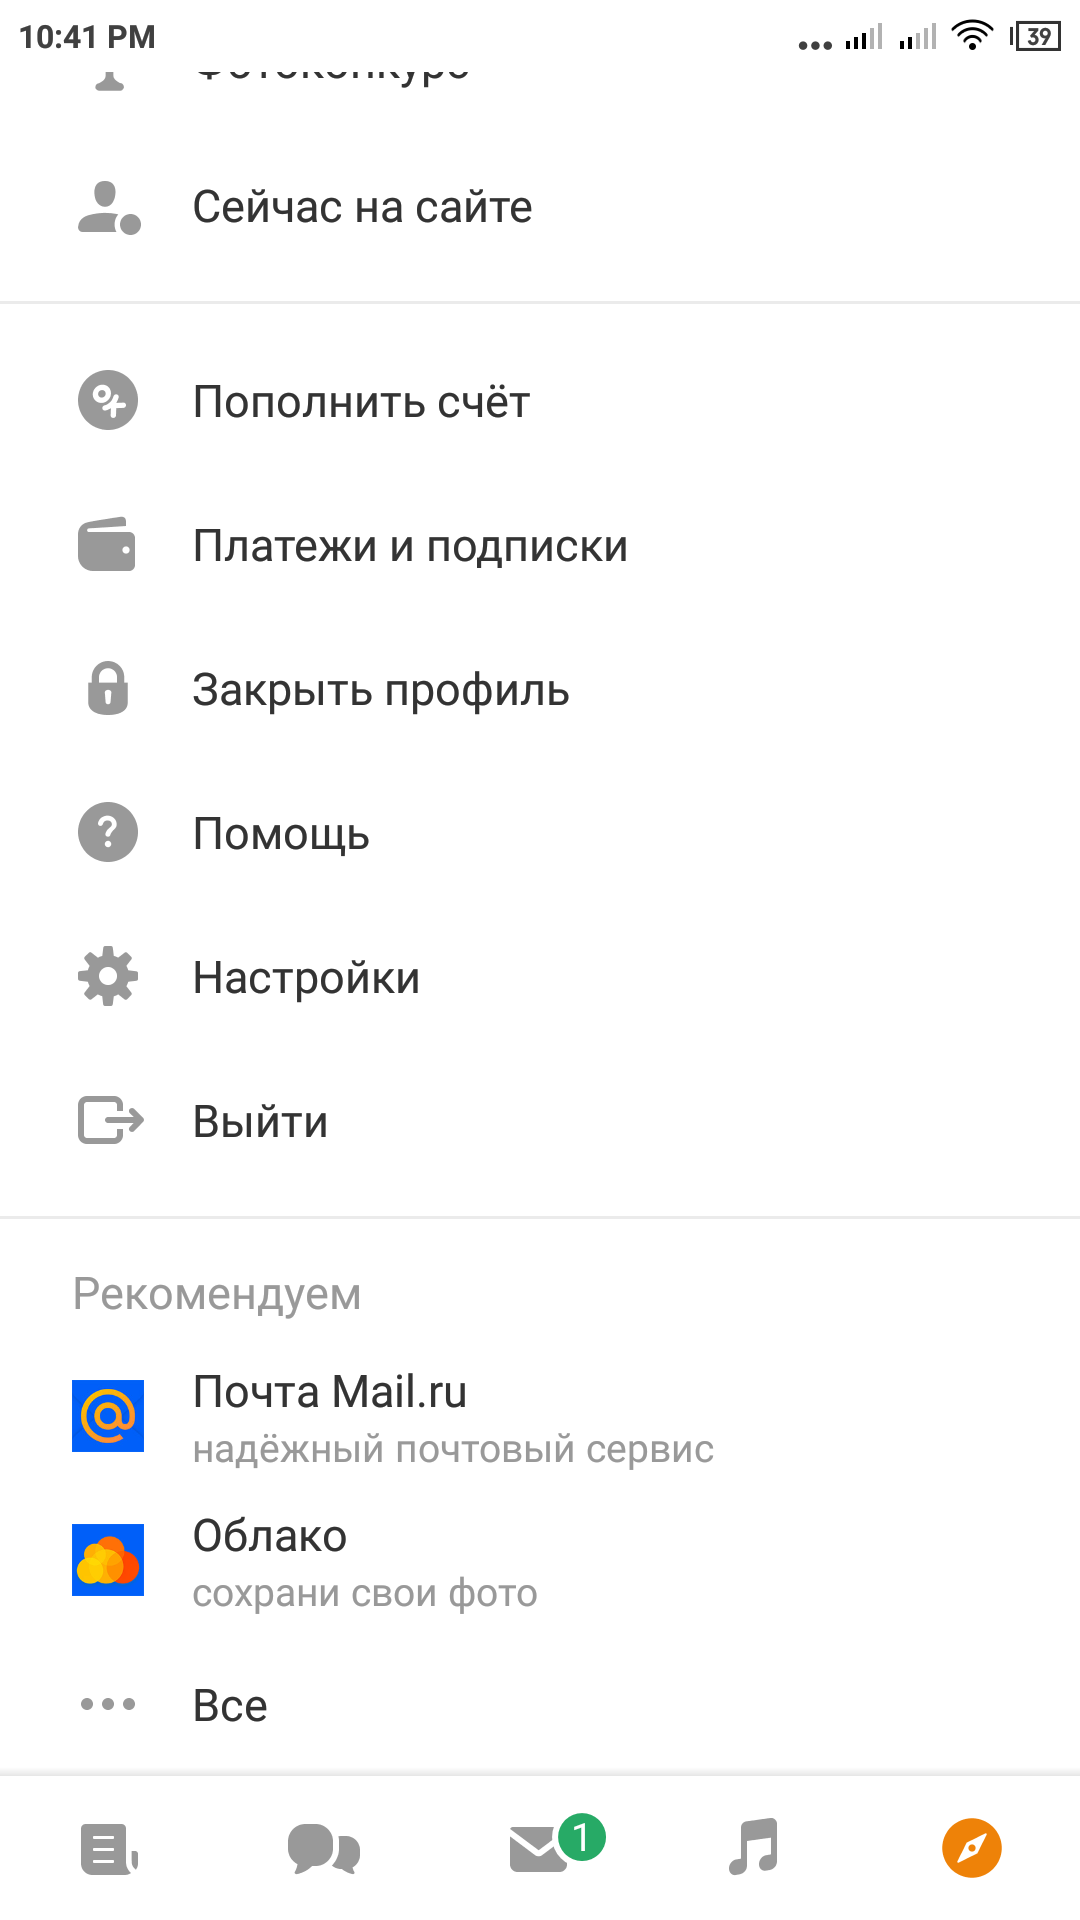 10:41 PM
39
Фотоконкурс
Сейчас на сайте
Пополнить счёт
Платежи и подписки
Закрыть профиль
Помощь
Настройки
Выйти
Рекомендуем
Почта Mail.ru
надёжный почтовый сервис
Облако
сохрани свои фото
Все
1